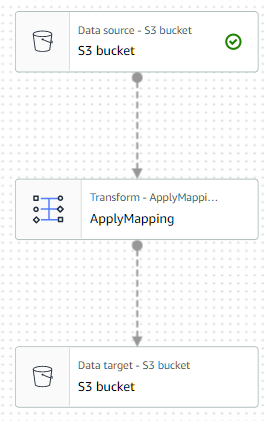 Data source - S3 bucket
S3 bucket
Transform - ApplyMappi...
ApplyMapping
Data target - S3 bucket
S3 bucket